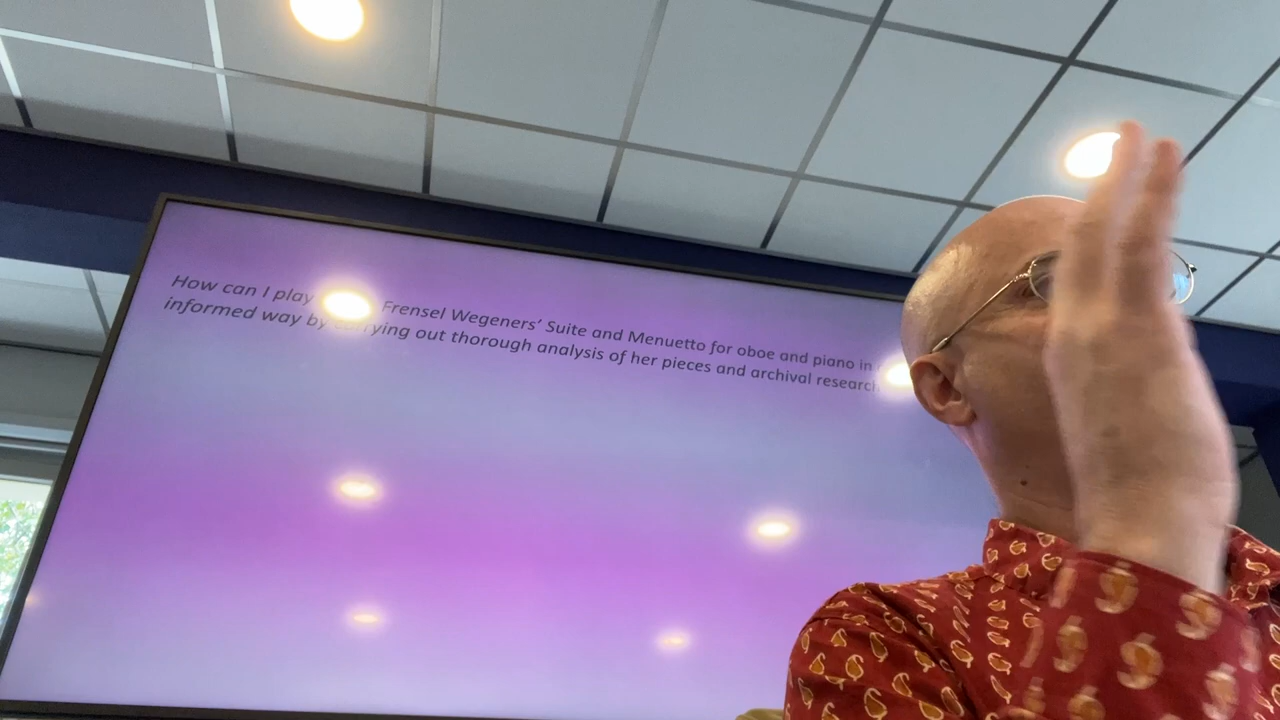 How can I play Frensel Wegeners' Suite and Menuetto for oboe and piano in
informed way by carrying out thorough analysis of her pieces and archival research